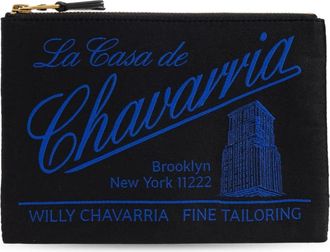 La Casa de
Chavarria
Brooklyn
New York 11222
WILLY CHAVARRIA FINE TAILORING